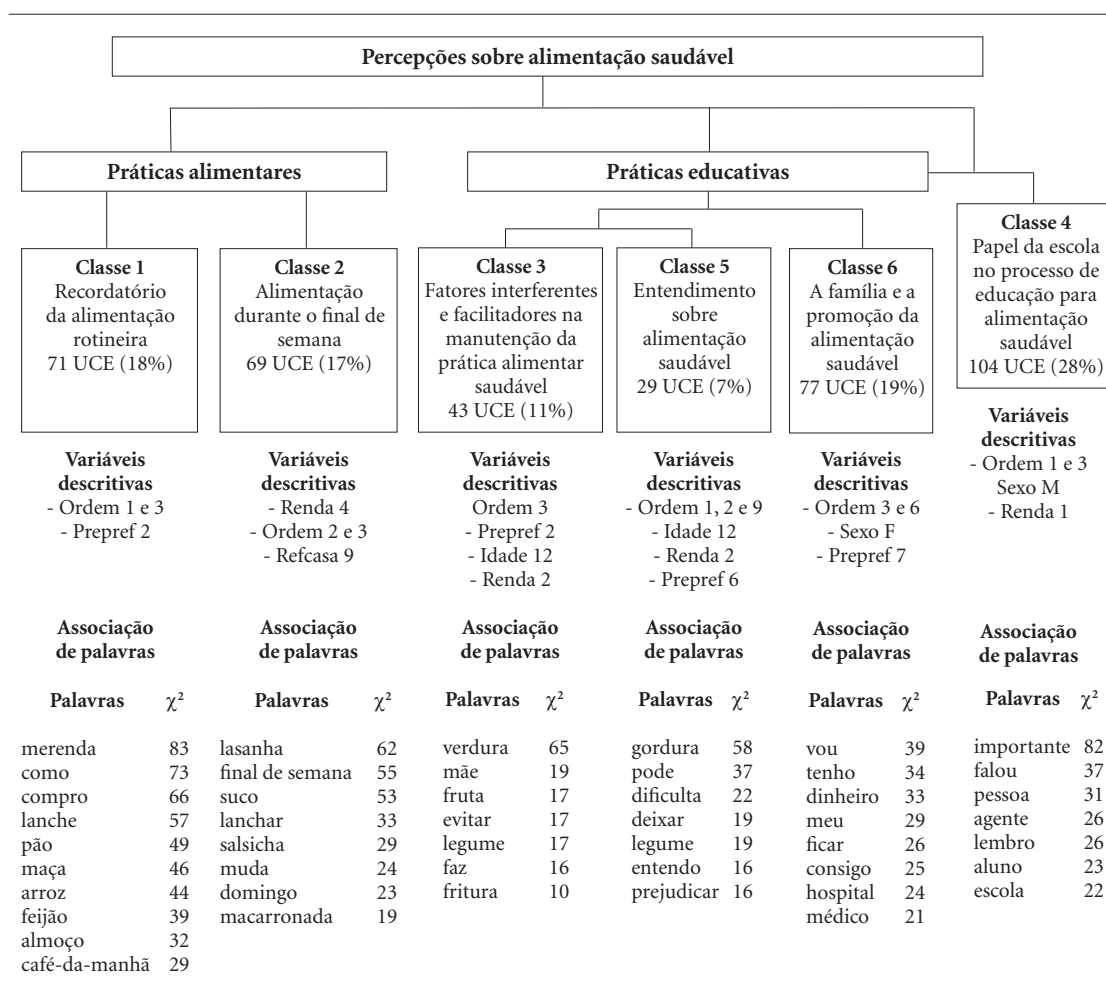 Percepções sobre alimentação saudável
Práticas alimentares
Práticas educativas
Classe 1
Recordatório
da alimentação
rotineira
71 UCE (18%)
Classe 2
Alimentação
durante o final de
semana
69 UCE (17%)
Classe 3
Fatores interferentes
e facilitadores na
manutenção da
prática alimentar
saudável
43 UCE (11%)
Classe 5
Entendimento
sobre
alimentação
saudável
29 UCE (7%)
Classe 6
A família e a
promoção da
alimentação
saudável
77 UCE (19%)
Classe 4
Papel da escola
no processo de
educação para
alimentação
saudável
104 UCE (28%)
Variáveis
descritivas
- Ordem 1 e 3
- Prepref 2
Variáveis
descritivas
- Renda 4
- Ordem 2 e 3
- Refcasa 9
Variáveis
descritivas
Ordem 3
- Prepref 2
- Idade 12
- Renda 2
Variáveis
descritivas
- Ordem 1, 2 e 9
- Idade 12
- Renda 2
- Prepref 6
Variáveis
descritivas
- Ordem 3 e 6
- Sexo F
- Prepref 7
Variáveis
descritivas
- Ordem 1 e 3
Sexo M
- Renda 1
Associação
de palavras
Palavras χ²
merenda 83
como 73
compro 66
lanche 57
pão 49
maça 46
arroz 44
feijão 39
almoço 32
café-da-manhã 29
Associação
de palavras
Palavras χ²
lasanha 62
final de semana 55
suco 53
lanchar 33
salsicha 29
muda 24
domingo 23
macarronada 19
Associação
de palavras
Palavras χ²
verdura 65
mãe 19
fruta 17
evitar 17
legume 17
faz 16
fritura 10
Associação
de palavras
Palavras χ²
gordura 58
pode 37
dificulta 22
deixar 19
legume 19
entendo 16
prejudicar 16
Associação
de palavras
Palavras χ²
vou 39
tenho 34
dinheiro 33
meu 29
ficar 26
consigo 25
hospital 24
médico 21
Associação
de palavras
Palavras χ²
importante 82
falou 37
pessoa 31
agente 26
lembro 26
aluno 23
escola 22